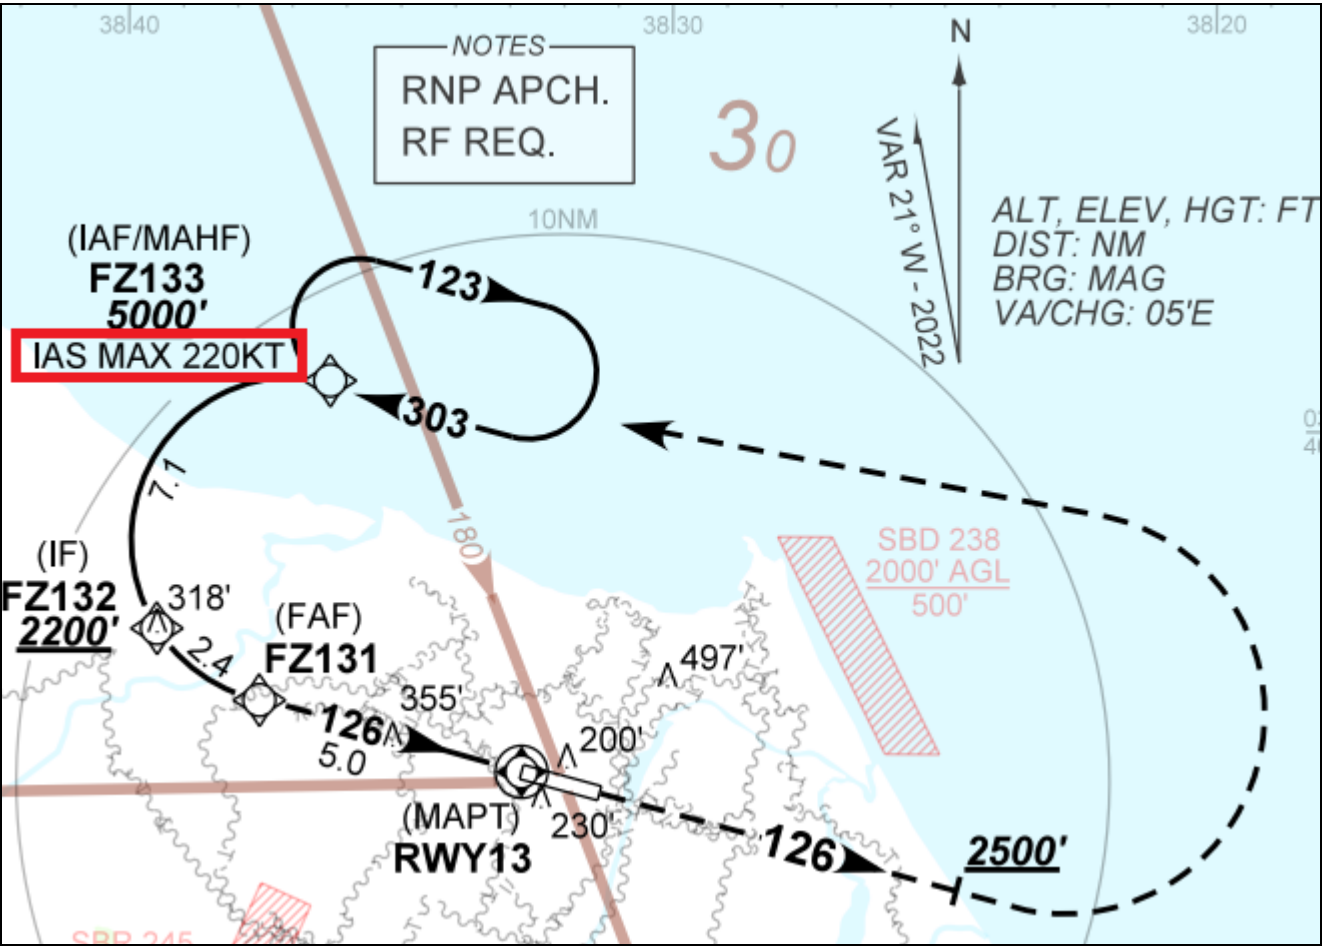 38 40
38 30
38 20
NOTES
RNP APCH.
RF REQ.
30
N
VAR 21° W - 2022
ALT, ELEV, HGT: FT
DIST: NM
BRG: MAG
VA/CHG: 05'E
10NM
(IAF/MAHF)
FZ133
5000'
IAS MAX 220KT
123
303
7.1
180
SBD 238
2000' AGL
500'
(IF)
FZ132
2200'
318'
2.4
(FAF)
FZ131
355'
497'
126
5.0
200'
230'
(MAPT)
RWY13
126
2500'
SBR 245